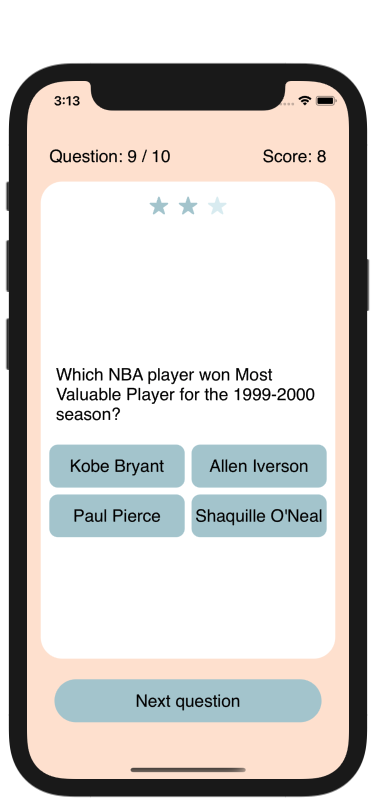 3:13
Question: 9 / 10
Score: 8
Which NBA player won Most
Valuable Player for the 1999-2000
season?
Kobe Bryant
Allen Iverson
Paul Pierce
Shaquille O'Neal
Next question